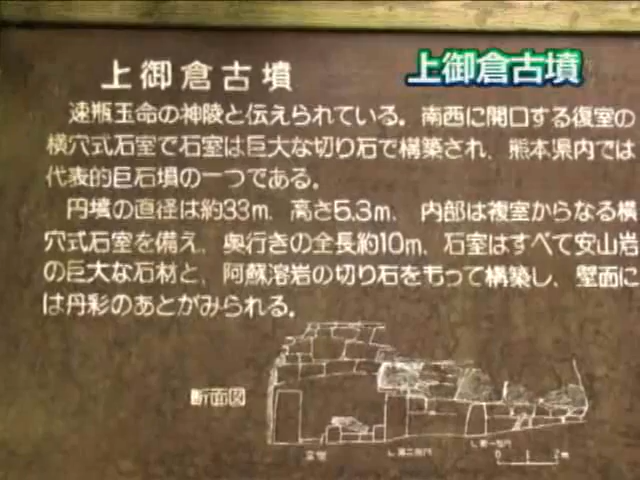 上御倉古墳
上御倉古墳
速瓶玉命の神陵と伝えられている。南西に開口する復室の
横穴式石室で石室は巨大な切り石で構築され、熊本県内では
代表的巨石墳の一つである。
円墳の直径は約33m、高さ5.3m、内部は複室からなる横
穴式石室を備え、奥行きの全長約10m、石室はすべて安山岩
の巨大な石材と、阿蘇溶岩の切り石をもって構築し、壁面に
は丹彩のあとがみられる。
断面図
0 1 2m